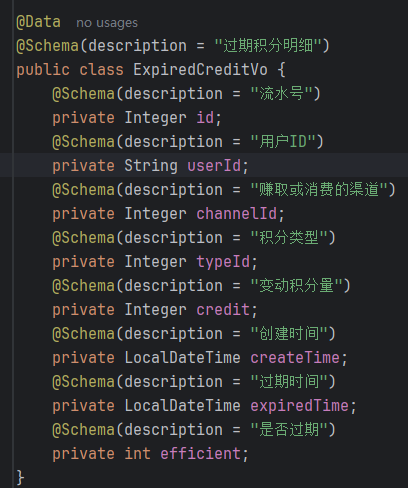 @Data no usages
@Schema(description = "过期积分明细")
public class ExpiredCreditVo {
@Schema(description = "流水号")
private Integer id;
@Schema(description = "用户ID")
private String userId;
@Schema(description = "赚取或消费的渠道")
private Integer channelId;
@Schema(description = "积分类型")
private Integer typeId;
@Schema(description = "变动积分量")
private Integer credit;
@Schema(description = "创建时间")
private LocalDateTime createTime;
@Schema(description = "过期时间")
private LocalDateTime expiredTime;
@Schema(description = "是否过期")
private int efficient;
}